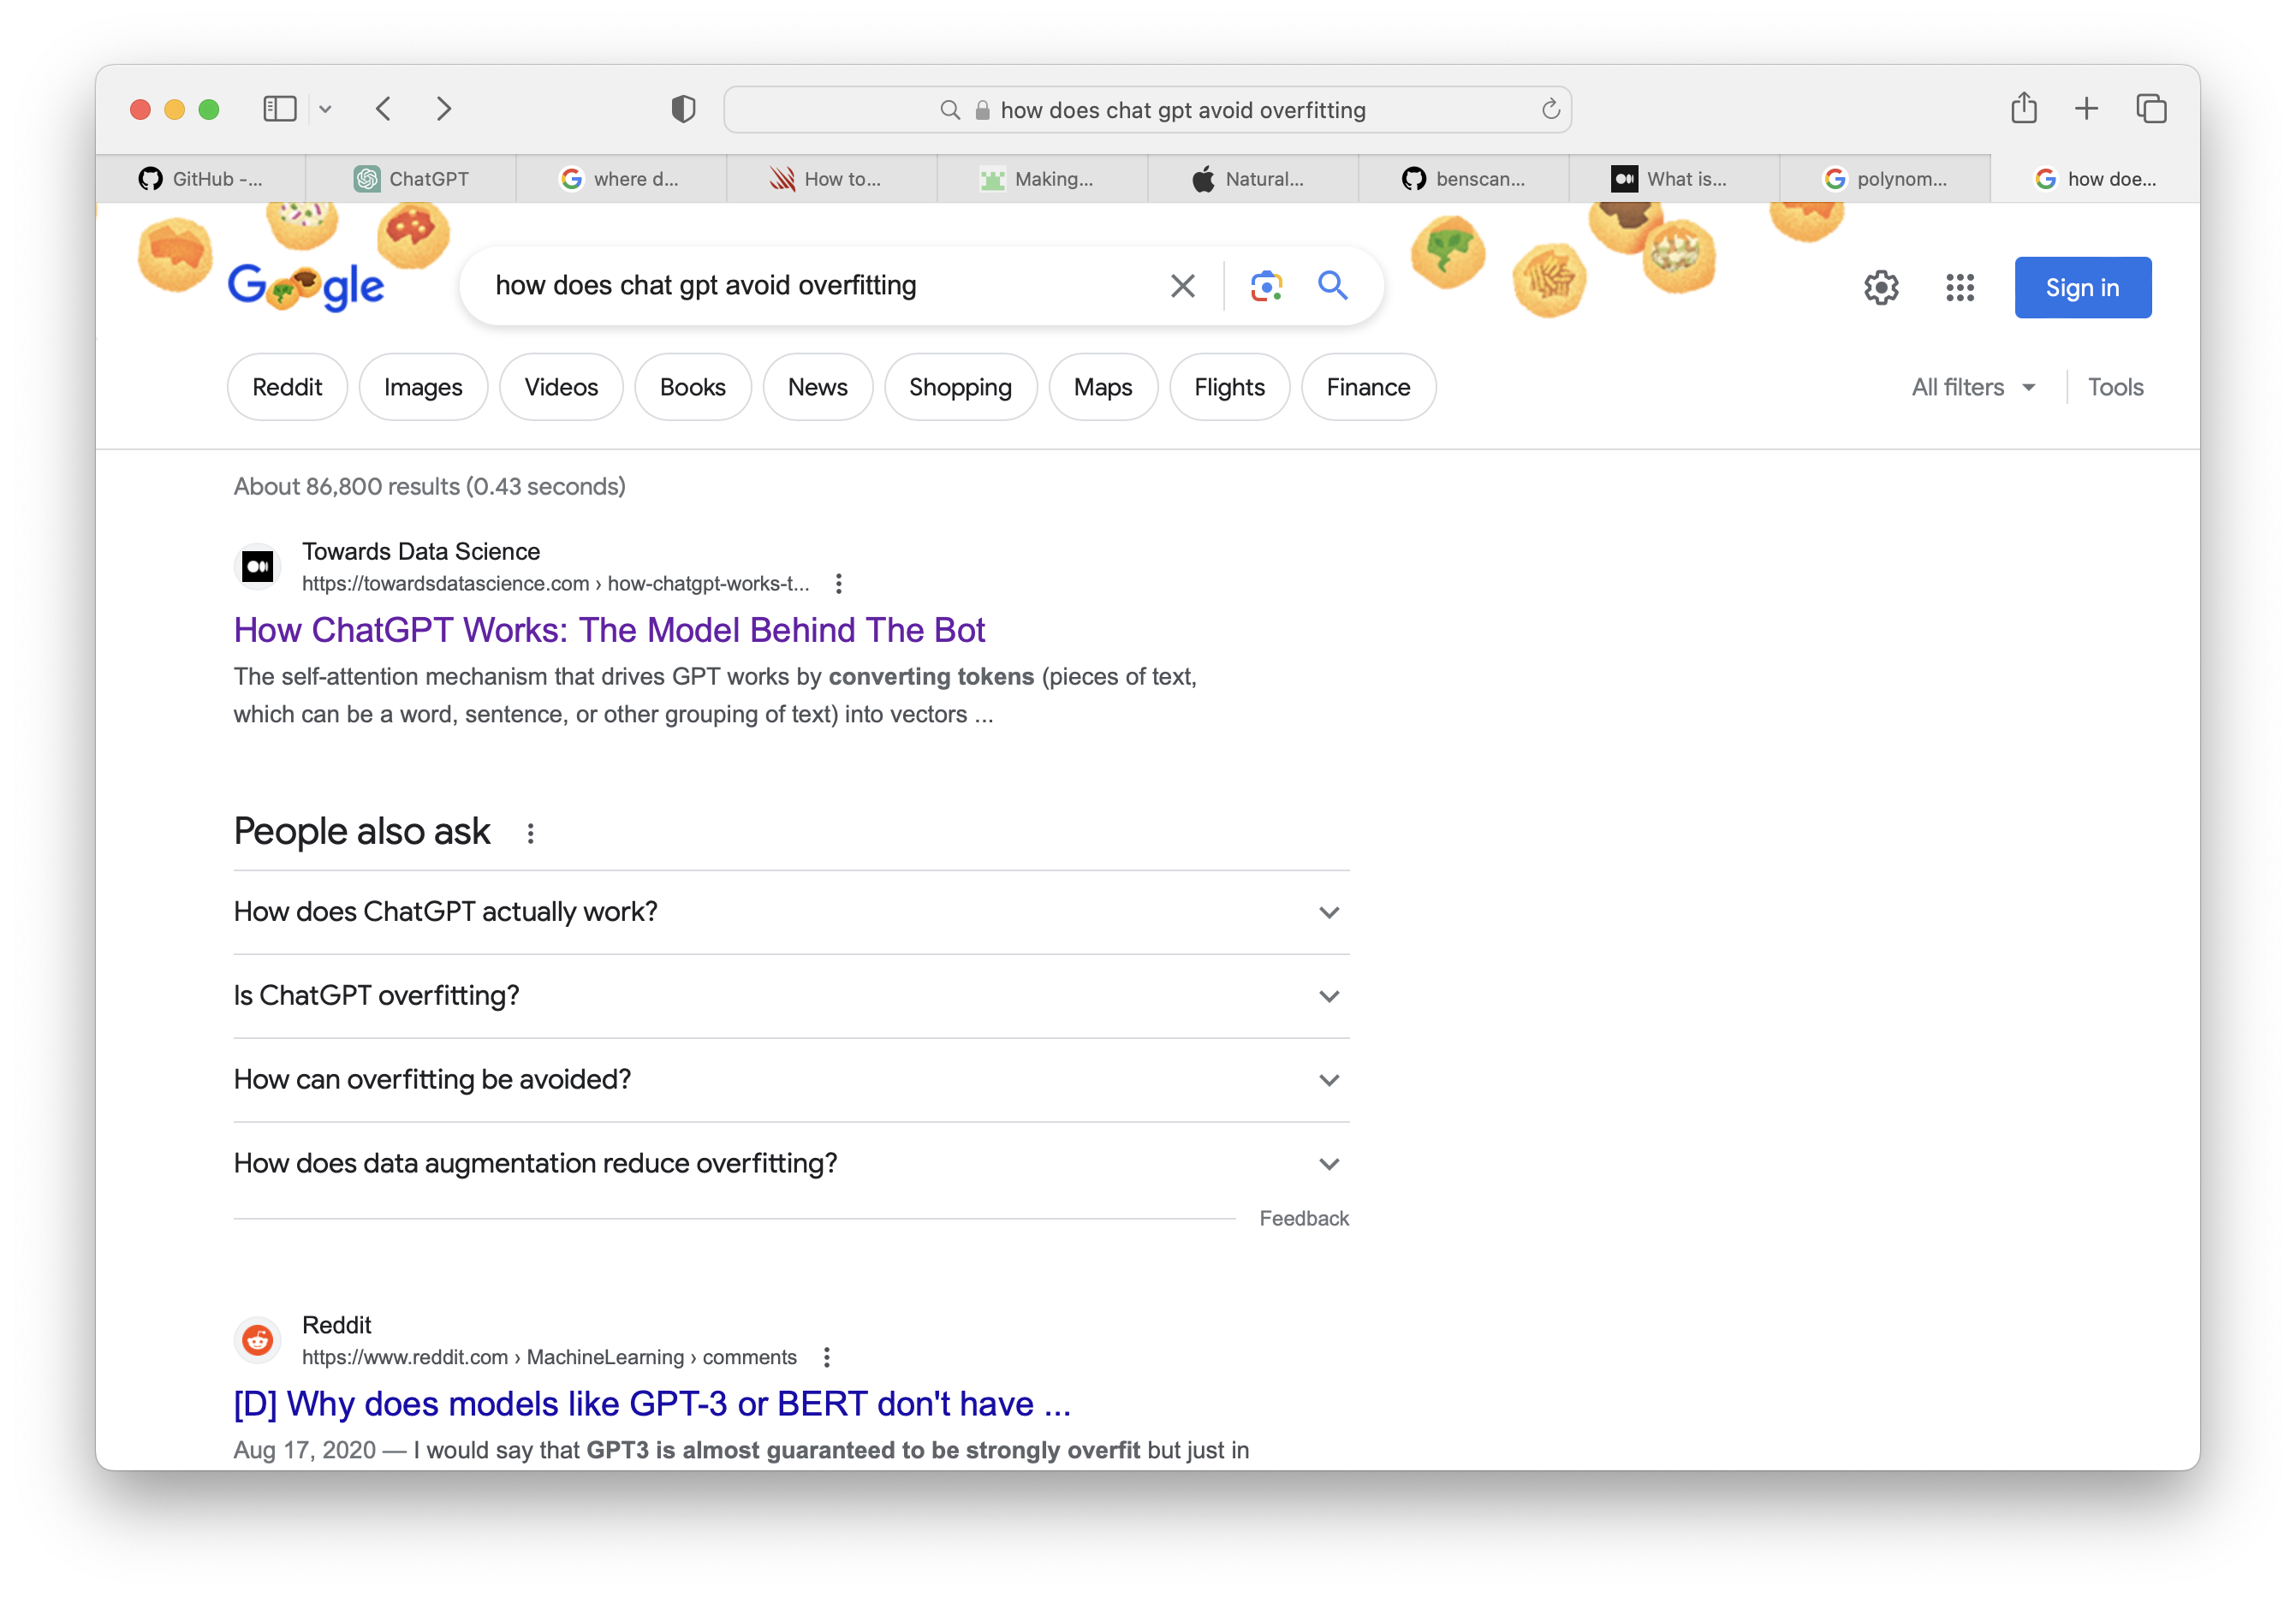 how does chat gpt avoid overfitting
GitHub -...
ChatGPT
where d...
How to...
Making...
Natural...
benscan...
What is...
polynom...
how doe...
Google
how does chat gpt avoid overfitting
Sign in
Reddit
Images
Videos
Books
News
Shopping
Maps
Flights
Finance
All filters
Tools
About 86,800 results (0.43 seconds)
Towards Data Science
https://towardsdatascience.com › how-chatgpt-works-t...
How ChatGPT Works: The Model Behind The Bot
The self-attention mechanism that drives GPT works by converting tokens (pieces of text,
which can be a word, sentence, or other grouping of text) into vectors ...
People also ask
How does ChatGPT actually work?
Is ChatGPT overfitting?
How can overfitting be avoided?
How does data augmentation reduce overfitting?
Feedback
Reddit
https://www.reddit.com › MachineLearning › comments
[D] Why does models like GPT-3 or BERT don't have ...
Aug 17, 2020 — I would say that GPT3 is almost guaranteed to be strongly overfit but just in